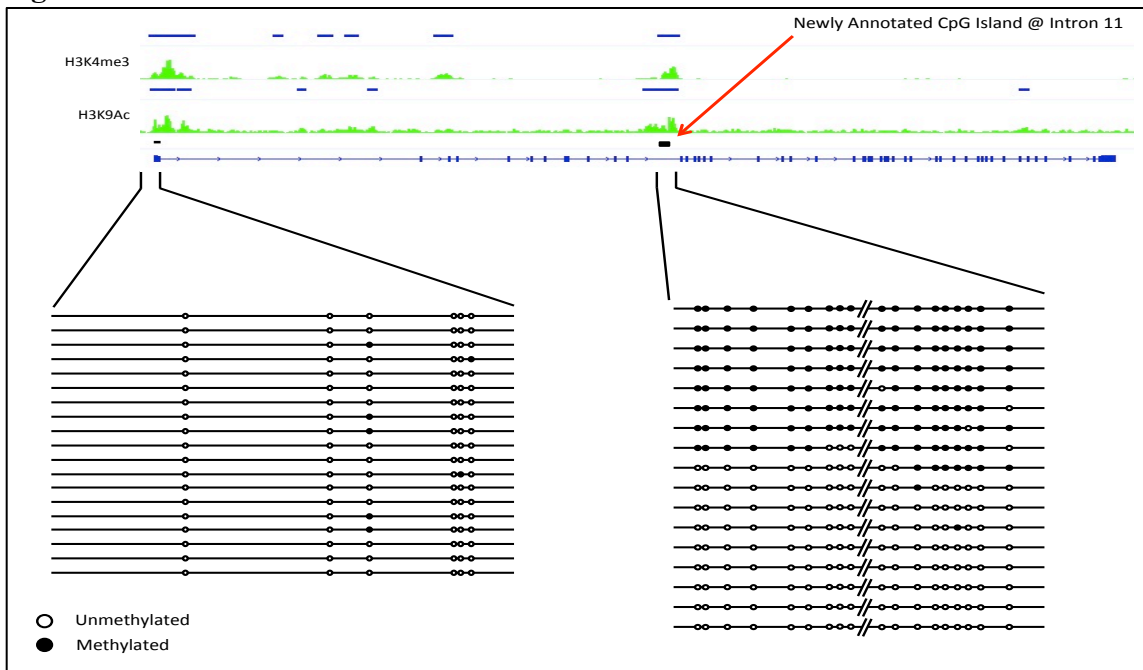 Newly Annotated CpG Island @ Intron 11
H3K4me3
H3K9Ac
Unmethylated
Methylated